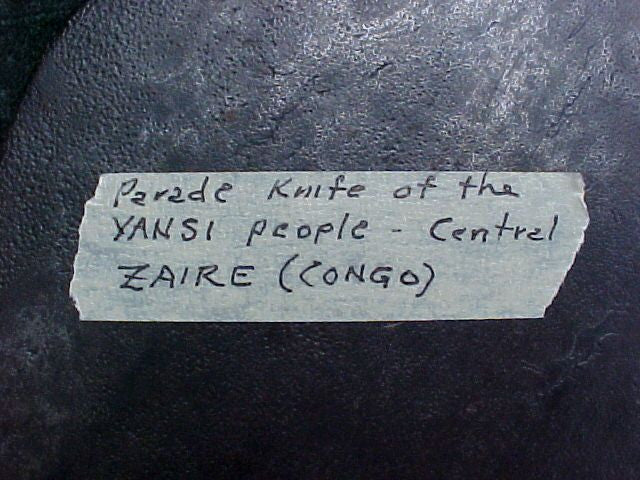 Parade Knife of the
YANSI people - Central
ZAIRE (CONGO)